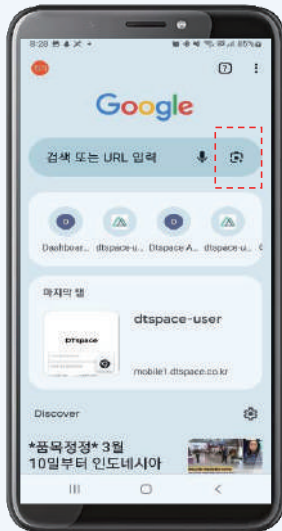 8:28
85%
Google
검색 또는 URL 입력
Dashboar... dtspace-u... Dtspace A... dtspace-u...
마지막 탭
dtspace-user
DTspace
mobile1.dtspace.co.kr
Discover
*품목정정* 3월
10일부터 인도네시아